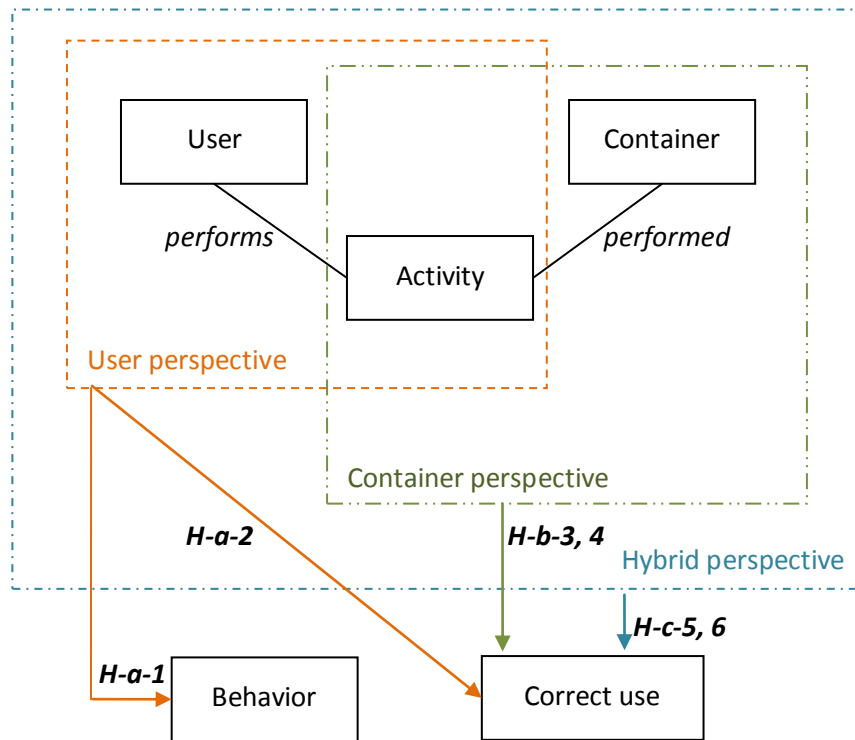 User
Container
performs
performed
Activity
User perspective
Container perspective
H-a-2
H-b-3, 4
Hybrid perspective
H-c-5, 6
H-a-1
Behavior
Correct use